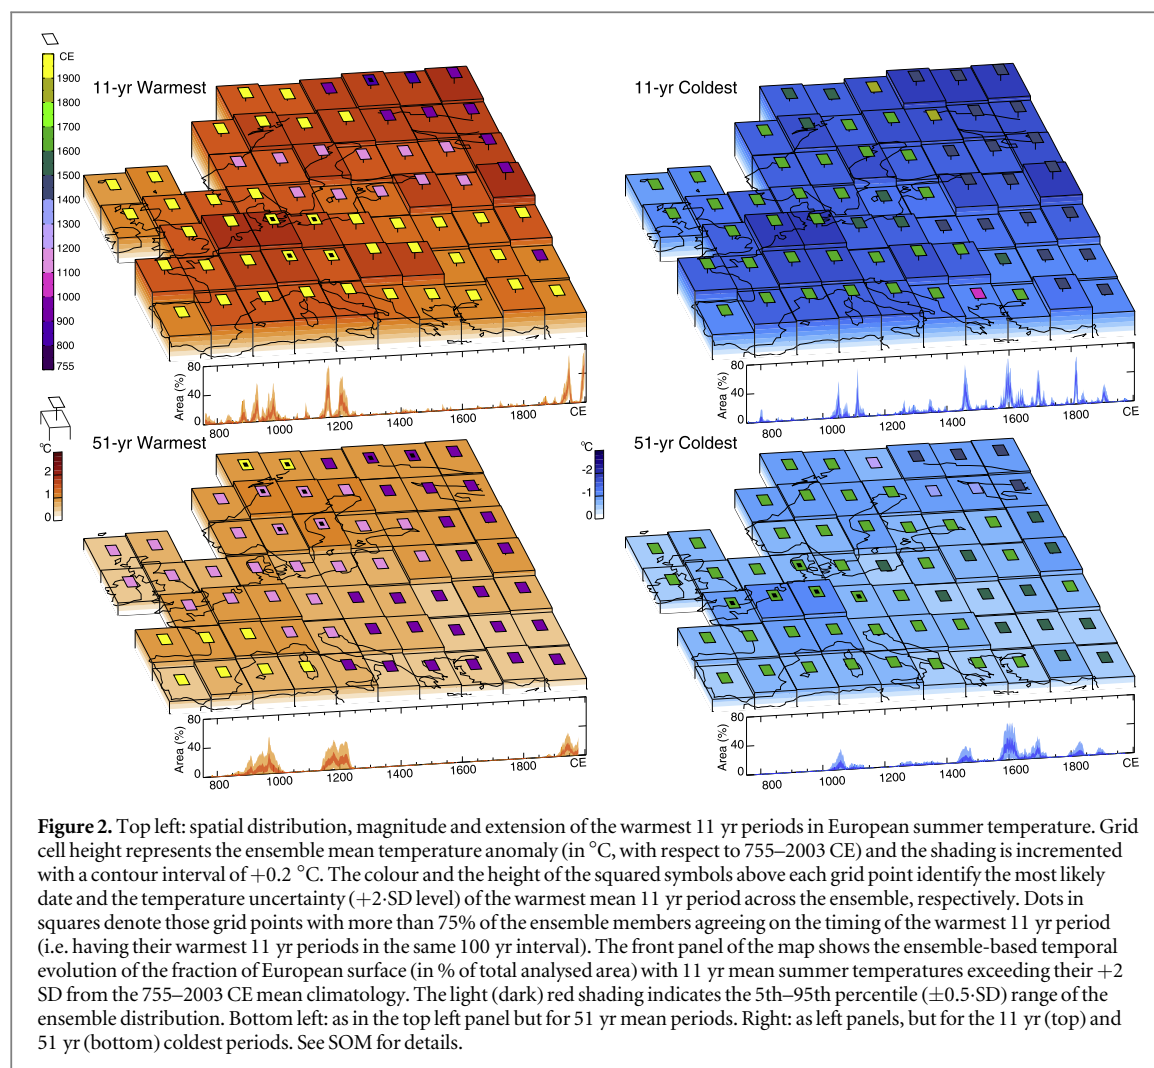 CE
1900
1800
1700
1600
1500
1400
1300
1200
1100
1000
900
800
755
11-yr Warmest
11-yr Coldest
Area (%)
80
40
0
800
1000
1200
1400
1600
1800
CE
Area (%)
80
40
0
800
1000
1200
1400
1600
1800
CE
°C
2
1
0
51-yr Warmest
°C
-2
-1
0
51-yr Coldest
Area (%)
80
40
0
800
1000
1200
1400
1600
1800
CE
Area (%)
80
40
0
800
1000
1200
1400
1600
1800
CE
Figure 2. Top left: spatial distribution, magnitude and extension of the warmest 11 yr periods in European summer temperature. Grid
cell height represents the ensemble mean temperature anomaly (in °C, with respect to 755–2003 CE) and the shading is incremented
with a contour interval of +0.2 °C. The colour and the height of the squared symbols above each grid point identify the most likely
date and the temperature uncertainty (+2·SD level) of the warmest mean 11 yr period across the ensemble, respectively. Dots in
squares denote those grid points with more than 75% of the ensemble members agreeing on the timing of the warmest 11 yr period
(i.e. having their warmest 11 yr periods in the same 100 yr interval). The front panel of the map shows the ensemble-based temporal
evolution of the fraction of European surface (in % of total analysed area) with 11 yr mean summer temperatures exceeding their +2
SD from the 755–2003 CE mean climatology. The light (dark) red shading indicates the 5th–95th percentile (±0.5·SD) range of the
ensemble distribution. Bottom left: as in the top left panel but for 51 yr mean periods. Right: as left panels, but for the 11 yr (top) and
51 yr (bottom) coldest periods. See SOM for details.